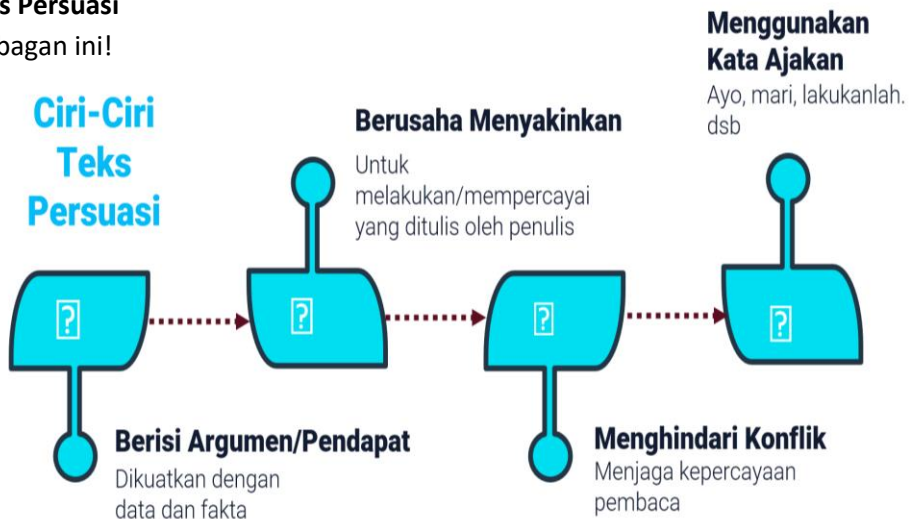 s Persuasi
bagan ini!
Ciri-Ciri
Teks
Persuasi
Berisi Argumen/Pendapat
Dikuatkan dengan
data dan fakta
Berusaha Menyakinkan
Untuk
melakukan/mempercayai
yang ditulis oleh penulis
Menghindari Konflik
Menjaga kepercayaan
pembaca
Menggunakan
Kata Ajakan
Ayo, mari, lakukanlah.
dsb